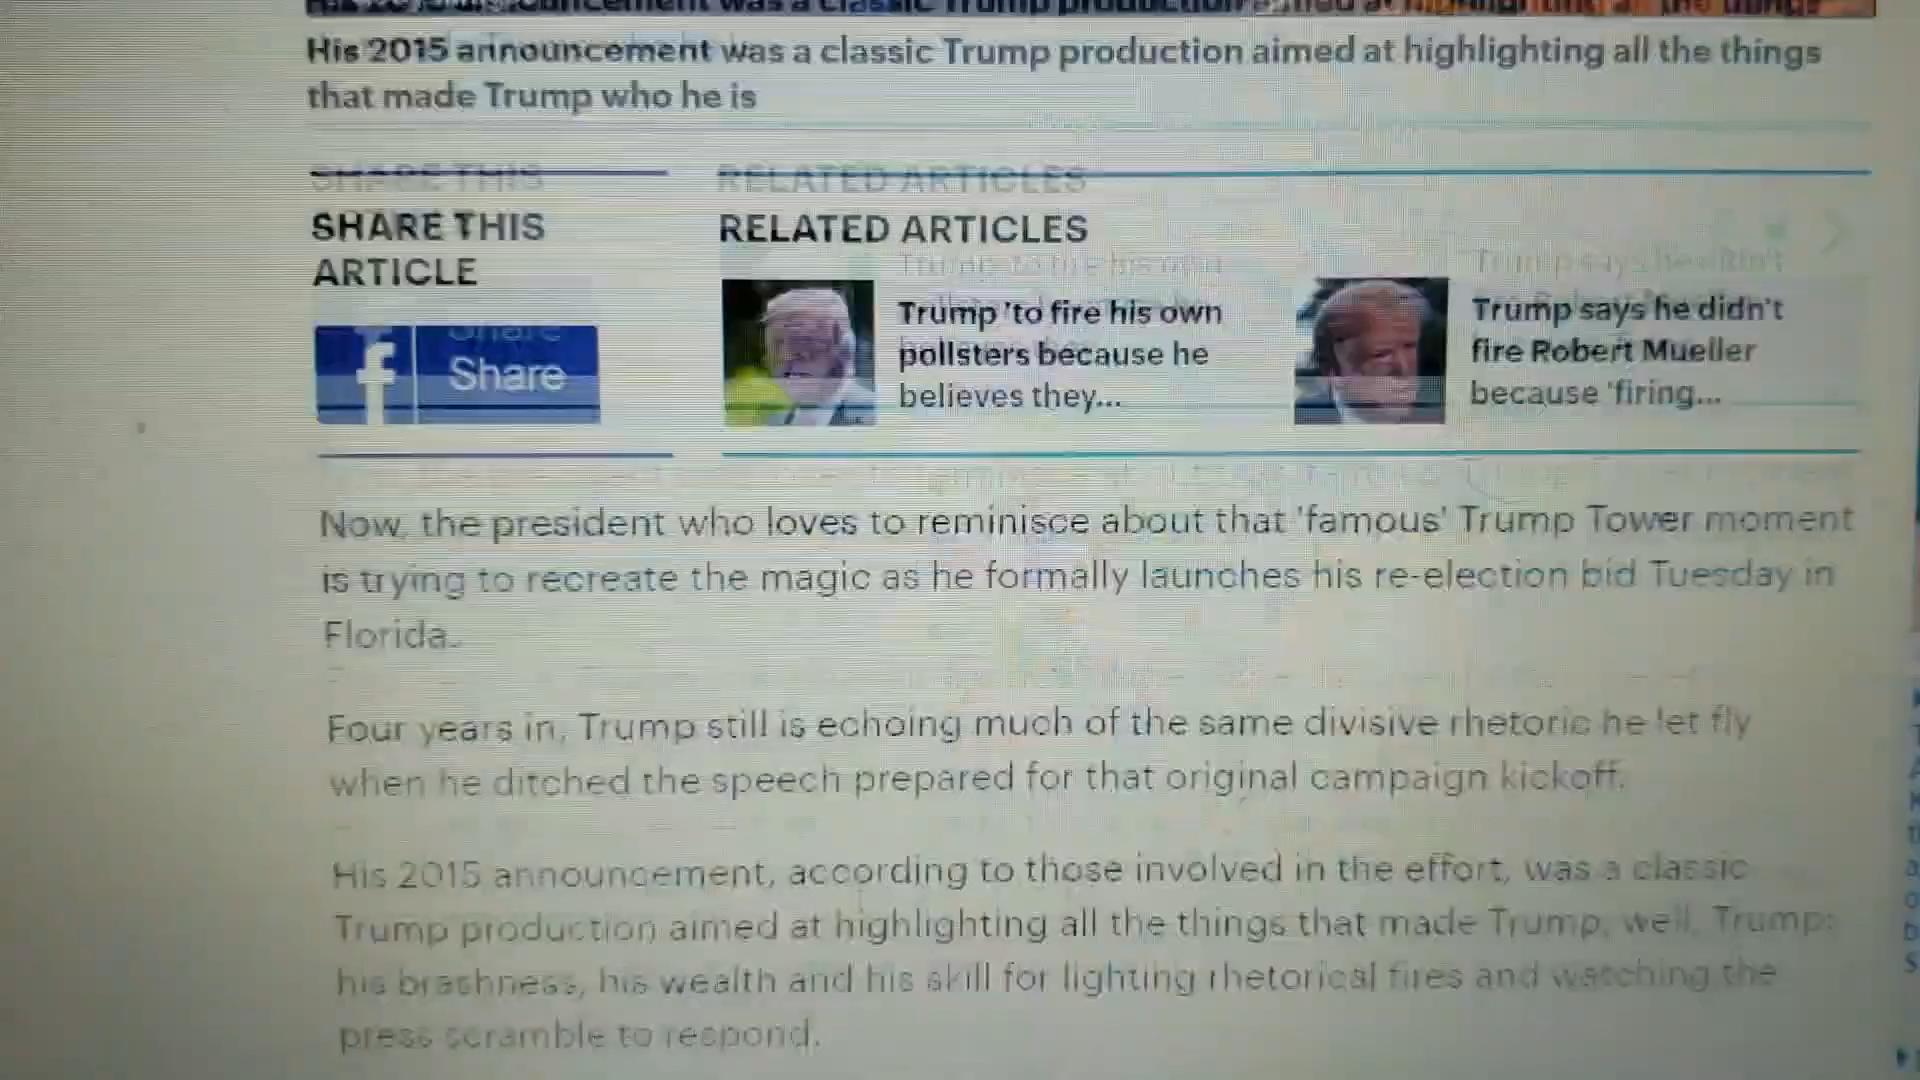 His 2015 announcement was a classic Trump production aimed at highlighting all the things
that made Trump who he is
SHARE THIS
ARTICLE
Share
RELATED ARTICLES
Trump 'to fire his own
pollsters because he
believes they...
Trump says he didn't
fire Robert Mueller
because 'firing...
Now, the president who loves to reminisce about that 'famous' Trump Tower moment
is trying to recreate the magic as he formally launches his re-election bid Tuesday in
Florida.
Four years in, Trump still is echoing much of the same divisive rhetoric he let fly
when he ditched the speech prepared for that original campaign kickoff.
His 2015 announcement, according to those involved in the effort, was a classic
Trump production aimed at highlighting all the things that made Trump, well, Trump:
his brashness, his wealth and his skill for lighting rhetorical fires and watching the
press scramble to respond.